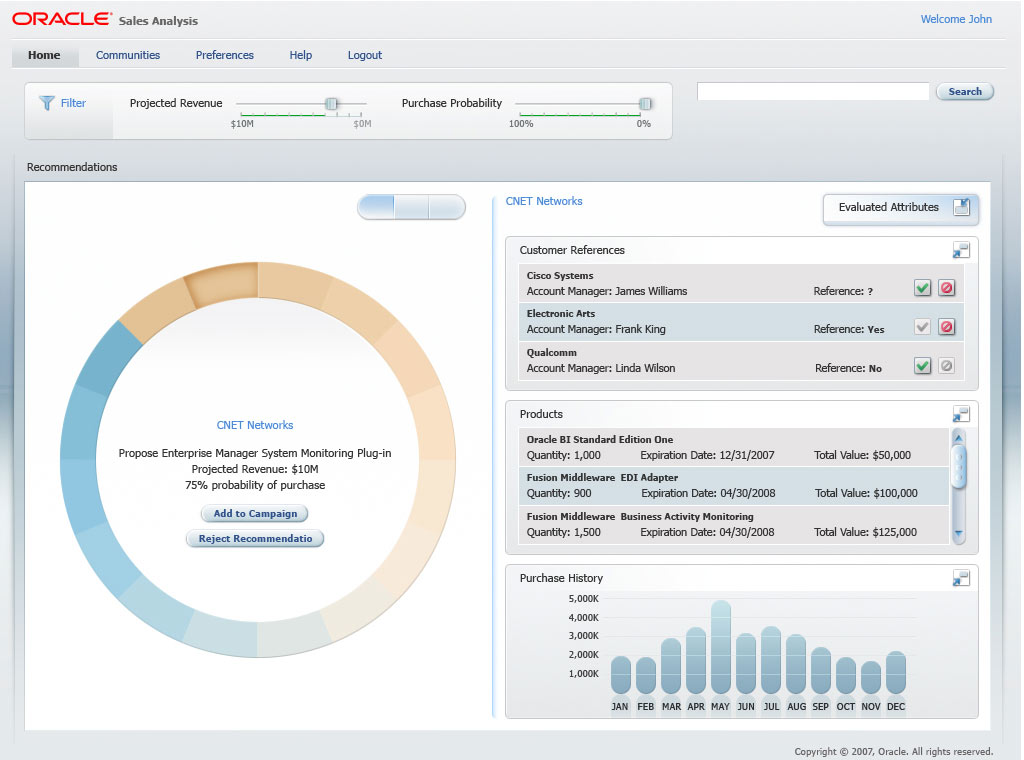 ORACLE Sales Analysis
Welcome John
Home Communities Preferences Help Logout
Filter Projected Revenue Purchase Probability Search
$10M $0M 100% 0%
Recommendations
CNET Networks
Propose Enterprise Manager System Monitoring Plug-in
Projected Revenue: $10M
75% probability of purchase
Add to Campaign
Reject Recommendatio
CNET Networks
Evaluated Attributes
Customer References
Cisco Systems
Account Manager: James Williams Reference: ?
Electronic Arts
Account Manager: Frank King Reference: Yes
Qualcomm
Account Manager: Linda Wilson Reference: No
Products
Oracle BI Standard Edition One
Quantity: 1,000 Expiration Date: 12/31/2007 Total Value: $50,000
Fusion Middleware EDI Adapter
Quantity: 900 Expiration Date: 04/30/2008 Total Value: $100,000
Fusion Middleware Business Activity Monitoring
Quantity: 1,500 Expiration Date: 04/30/2008 Total Value: $125,000
Purchase History
5,000K
4,000K
3,000K
2,000K
1,000K
JAN FEB MAR APR MAY JUN JUL AUG SEP OCT NOV DEC
Copyright © 2007, Oracle. All rights reserved.